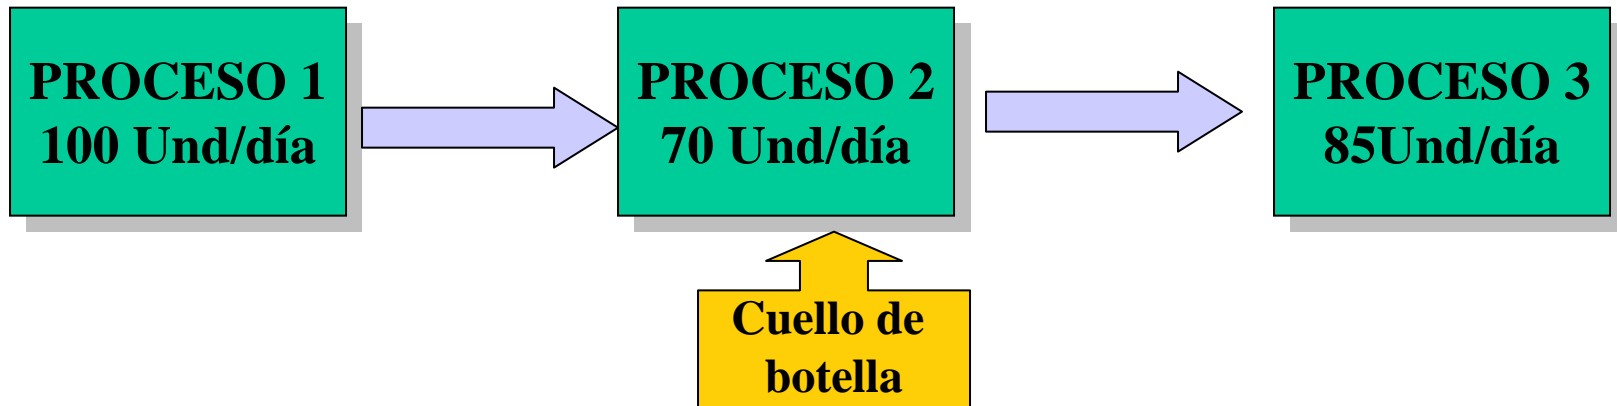 PROCESO 1
100 Und/día
PROCESO 2
70 Und/día
PROCESO 3
85Und/día
Cuello de
botella